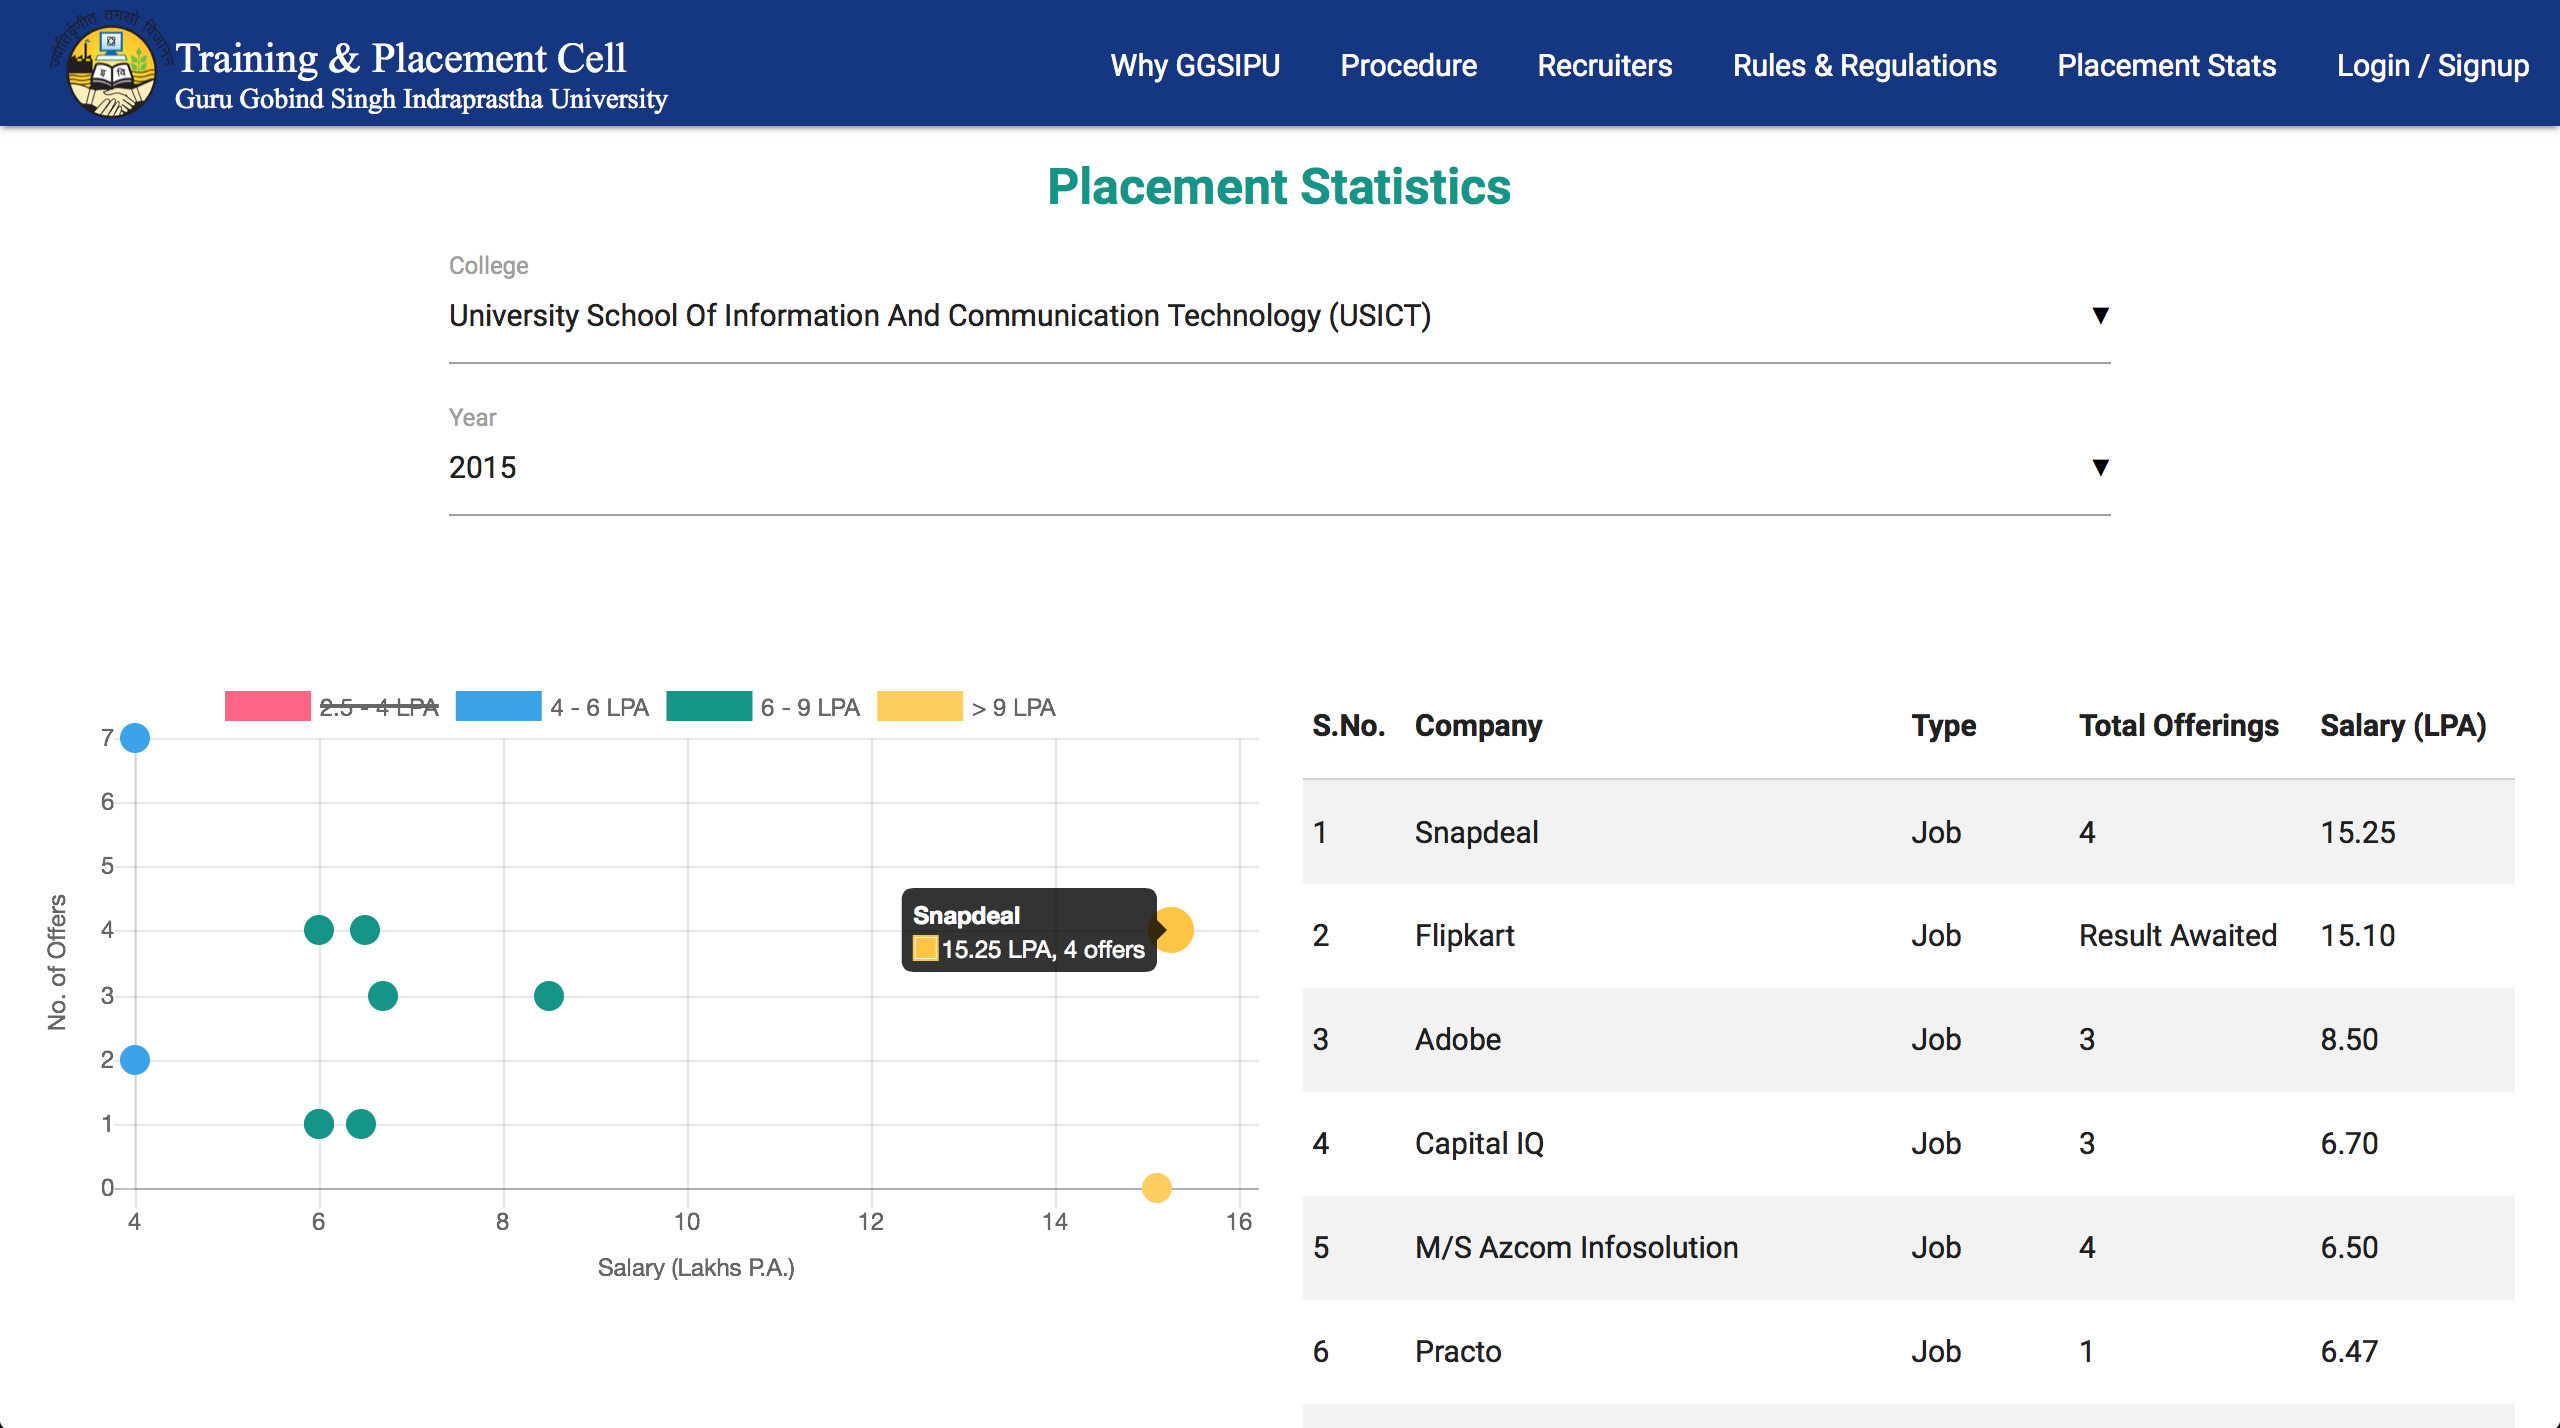 ज्योतिर्वृणीत तमसो विजानन
Training & Placement Cell
Guru Gobind Singh Indraprastha University
Why GGSIPU Procedure Recruiters Rules & Regulations Placement Stats Login / Signup
Placement Statistics
College
University School Of Information And Communication Technology (USICT) ▼
Year
2015 ▼
2.5 - 4 LPA 4 - 6 LPA 6 - 9 LPA > 9 LPA
7
6
5
4
3
2
1
0
No. of Offers
Snapdeal
15.25 LPA, 4 offers
4 6 8 10 12 14 16
Salary (Lakhs P.A.)
S.No. Company Type Total Offerings Salary (LPA)
1 Snapdeal Job 4 15.25
2 Flipkart Job Result Awaited 15.10
3 Adobe Job 3 8.50
4 Capital IQ Job 3 6.70
5 M/S Azcom Infosolution Job 4 6.50
6 Practo Job 1 6.47